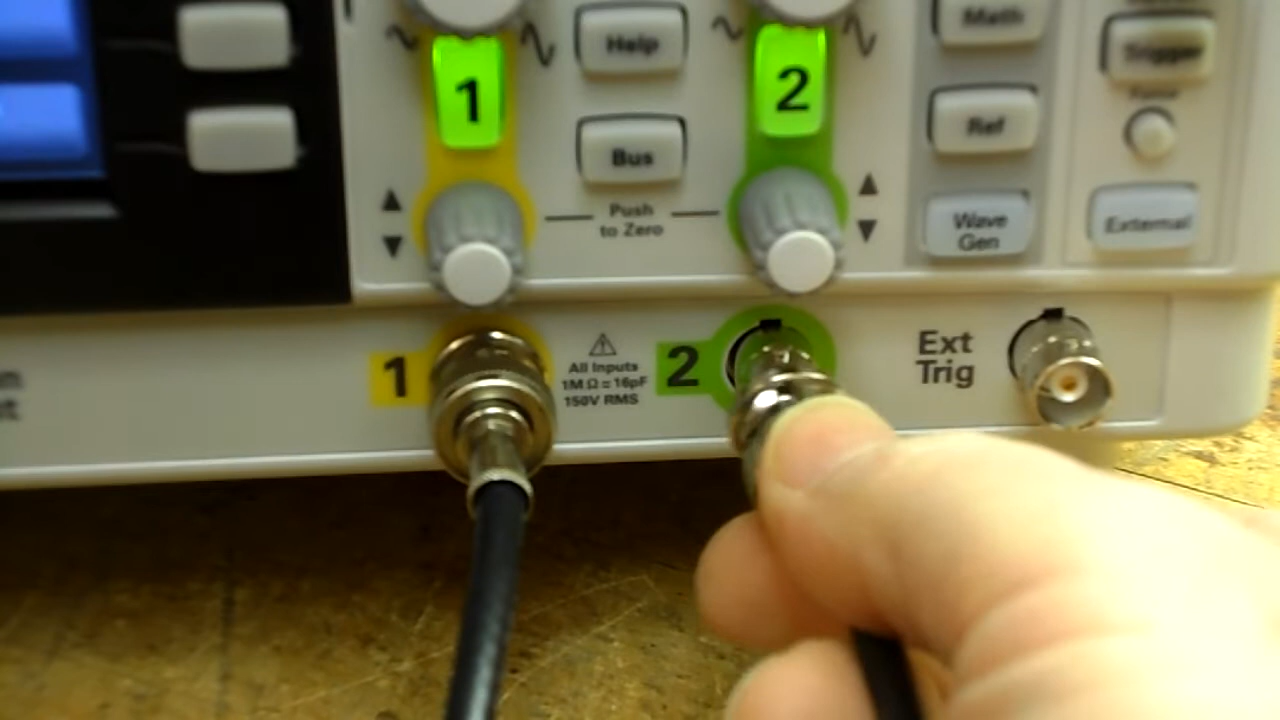 Math
Help
Trigger
1
2
Ref
Bus
Push
to Zero
Wave
Gen
External
1
All Inputs
1M Ω = 16pF
150V RMS
2
Ext
Trig